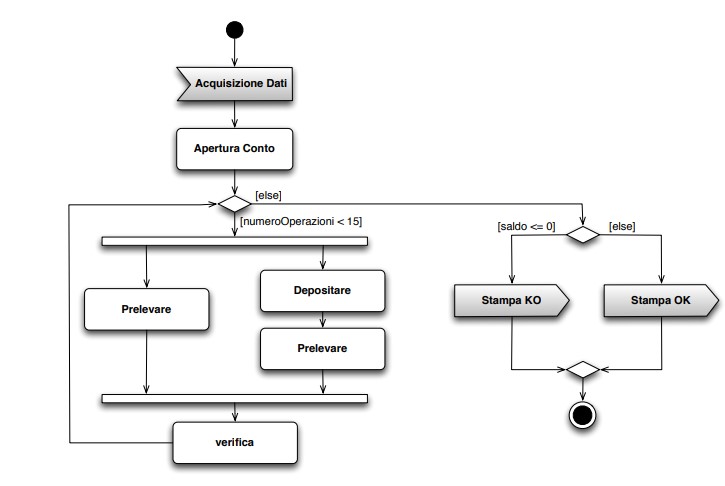 Acquisizione Dati
Apertura Conto
[else]
[numeroOperazioni < 15]
[saldo <= 0]
[else]
Prelevare
Depositare
Prelevare
Stampa KO
Stampa OK
verifica